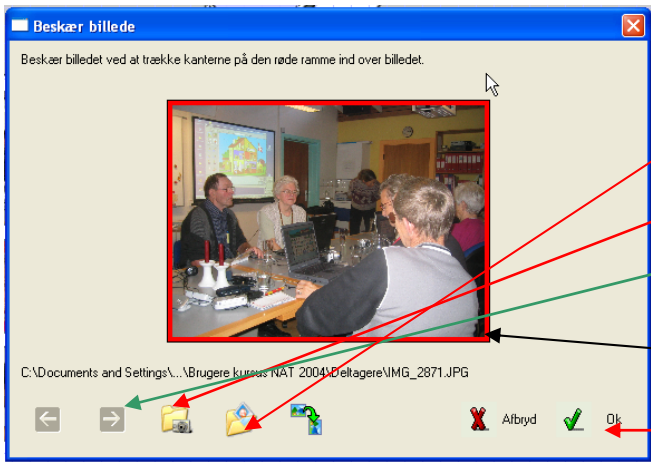 Beskær billede
Beskær billedet ved at trække kanterne på den røde ramme ind over billedet.
C:\Documents and Settings\...\Brugere kursus NAT 2004\Deltagere\IMG_2871.JPG
Afbryd
Ok